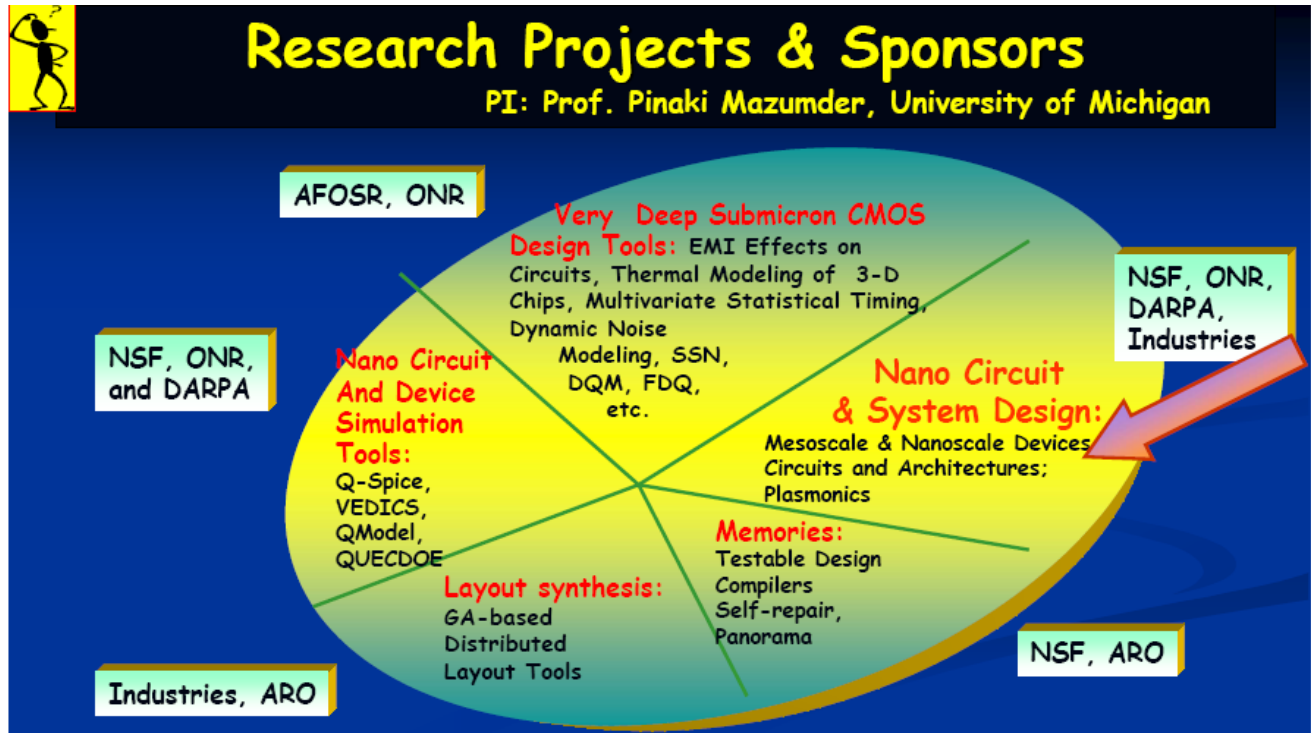 ?
Research Projects & Sponsors
PI: Prof. Pinaki Mazumder, University of Michigan
AFOSR, ONR
Very Deep Submicron CMOS
Design Tools: EMI Effects on
Circuits, Thermal Modeling of 3-D
Chips, Multivariate Statistical Timing,
Dynamic Noise
Modeling, SSN,
DQM, FDQ,
etc.
NSF, ONR,
DARPA,
Industries
NSF, ONR,
and DARPA
Nano Circuit
And Device
Simulation
Tools:
Q-Spice,
VEDICS,
QModel,
QUECDOE
Nano Circuit
& System Design:
Mesoscale & Nanoscale Devices
Circuits and Architectures;
Plasmonics
Memories:
Testable Design
Compilers
Self-repair,
Panorama
Layout synthesis:
GA-based
Distributed
Layout Tools
NSF, ARO
Industries, ARO